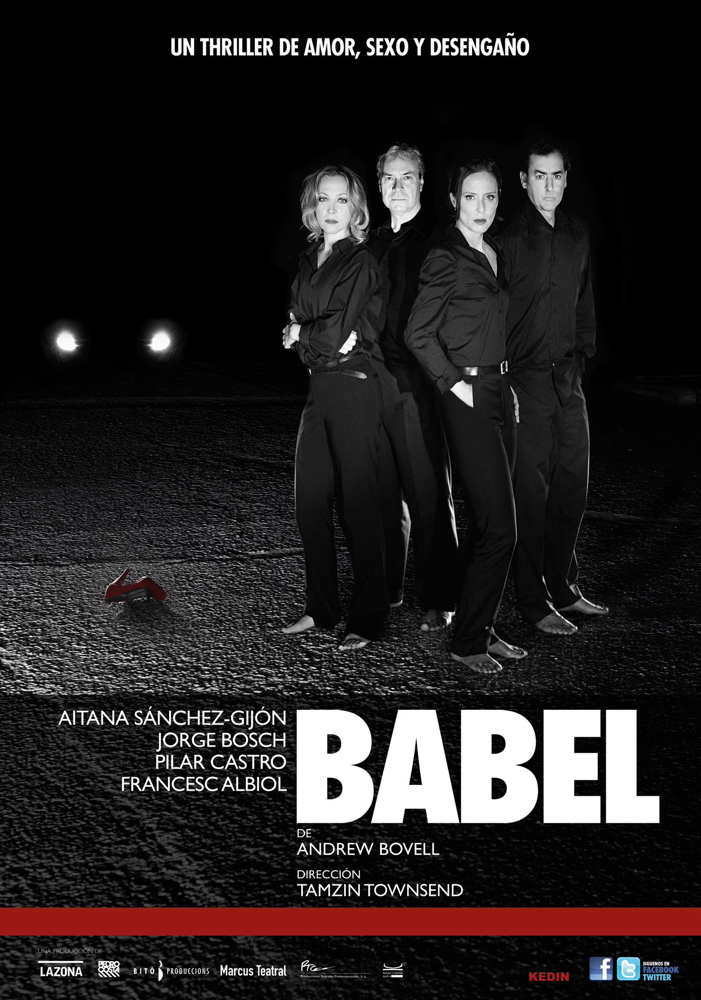 UN THRILLER DE AMOR, SEXO Y DESENGAÑO
AITANA SÁNCHEZ-GIJÓN
JORGE BOSCH
PILAR CASTRO
FRANCESC ALBIOL
BABEL
DE
ANDREW BOVELL
DIRECCIÓN
TAMZIN TOWNSEND
UNA PRODUCCIÓN DE
LAZONA
PEDRO COSTA
BITÒ PRODUCCIONS
Marcus Teatral
Ptc
Producciones Teatrales Contemporáneas, S. L.
MANCUERNA
teatro
KEDIN
f
t
SIGUENOS EN
FACEBOOK
TWITTER